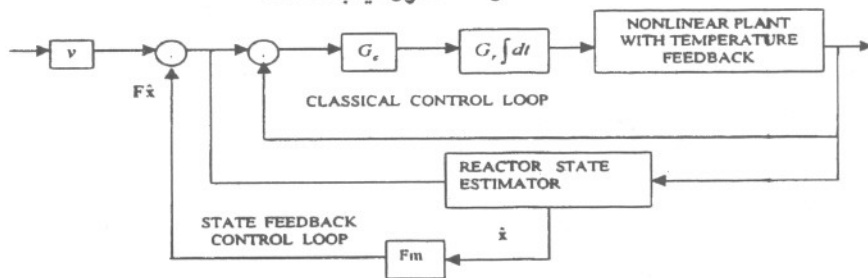 NONLINEAR PLANT
WITH TEMPERATURE
FEEDBACK
v
G_c
G_r ∫ dt
Fx̂
CLASSICAL CONTROL LOOP
REACTOR STATE
ESTIMATOR
STATE FEEDBACK
CONTROL LOOP
x̂
Fm